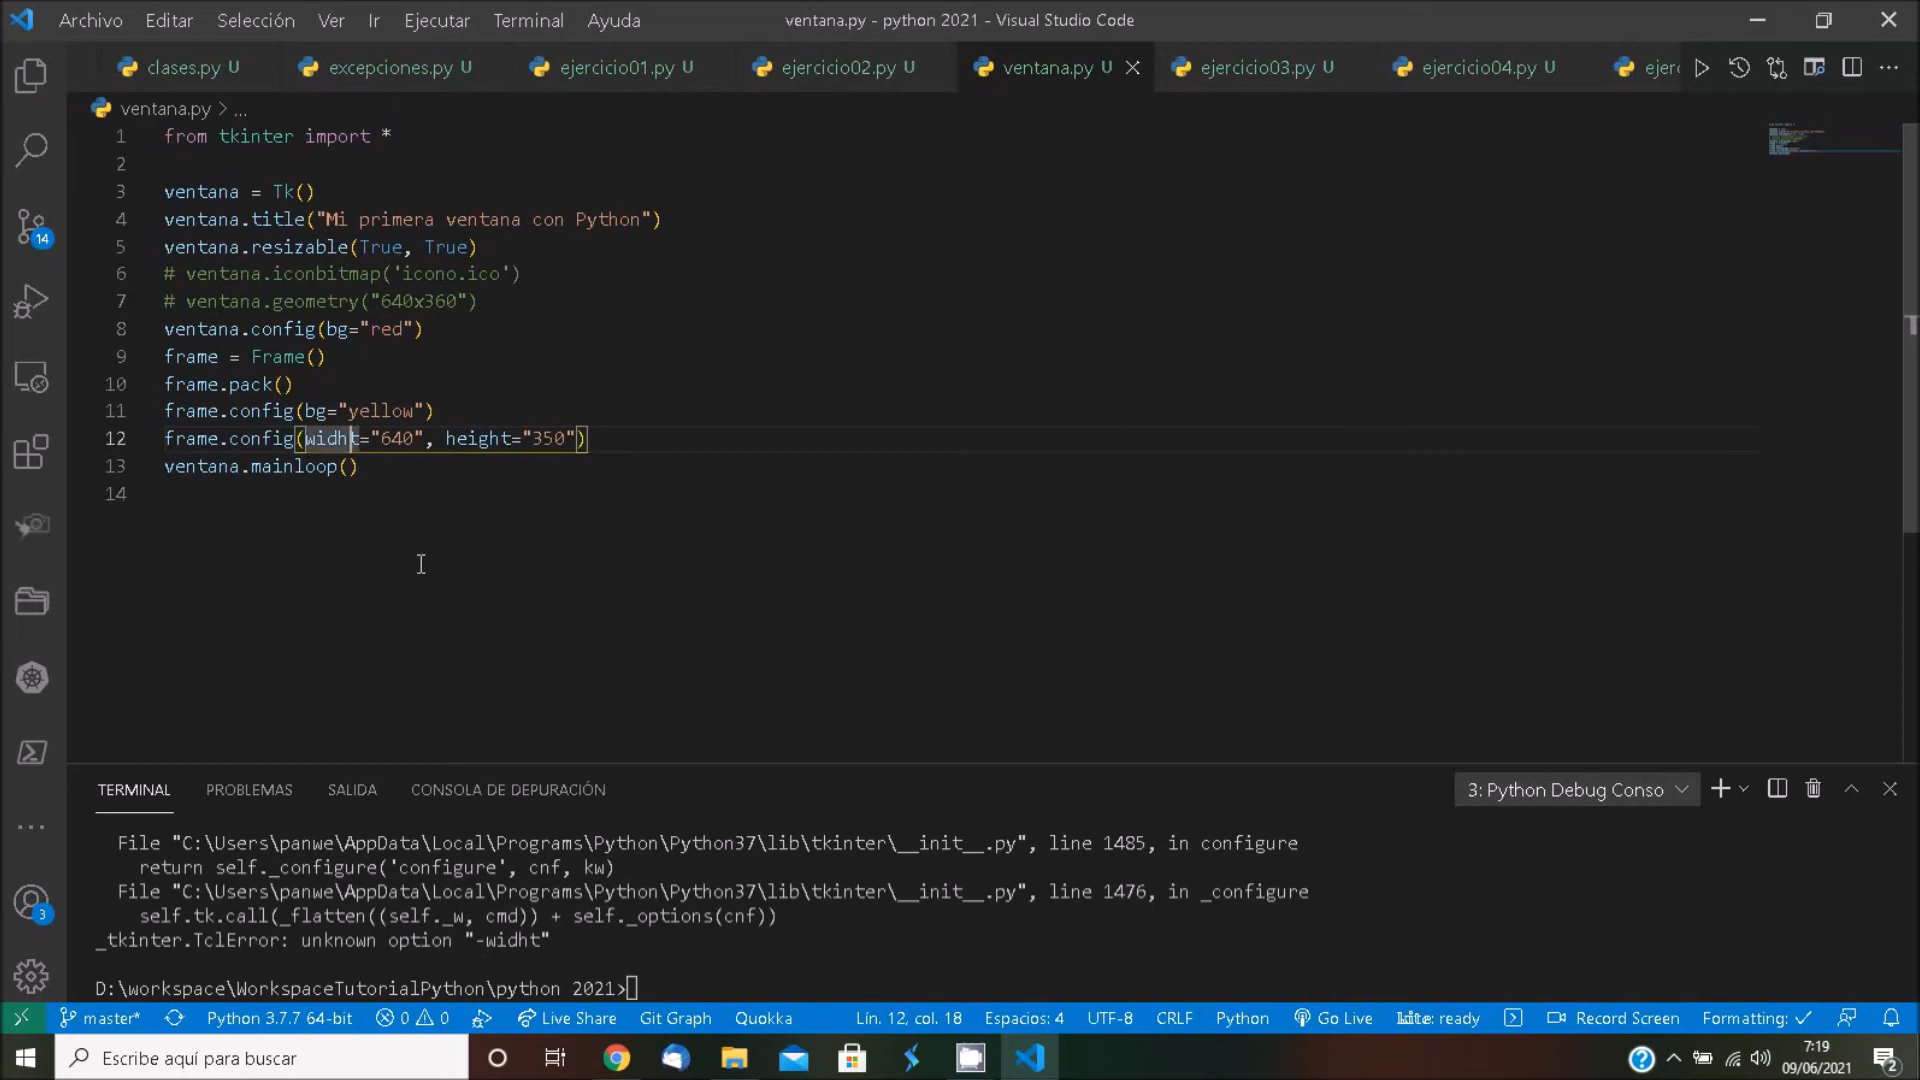 Archivo Editar Selección Ver Ir Ejecutar Terminal Ayuda ventana.py - python 2021 - Visual Studio Code
clases.py U excepciones.py U ejercicio01.py U ejercicio02.py U ventana.py U ejercicio03.py U ejercicio04.py U ejerc
ventana.py > ...
1 from tkinter import *
2
3 ventana = Tk()
4 ventana.title("Mi primera ventana con Python")
5 ventana.resizable(True, True)
6 # ventana.iconbitmap('icono.ico')
7 # ventana.geometry("640x360")
8 ventana.config(bg="red")
9 frame = Frame()
10 frame.pack()
11 frame.config(bg="yellow")
12 frame.config(widht="640", height="350")
13 ventana.mainloop()
14
14
3
TERMINAL PROBLEMAS SALIDA CONSOLA DE DEPURACIÓN 3: Python Debug Conso
File "C:\Users\panwe\AppData\Local\Programs\Python\Python37\lib\tkinter\__init__.py", line 1485, in configure
return self._configure('configure', cnf, kw)
File "C:\Users\panwe\AppData\Local\Programs\Python\Python37\lib\tkinter\__init__.py", line 1476, in _configure
self.tk.call(_flatten((self._w, cmd)) + self._options(cnf))
_tkinter.TclError: unknown option "-widht"
D:\workspace\WorkspaceTutorialPython\python 2021>
master* Python 3.7.7 64-bit 0 0 Live Share Git Graph Quokka Lín. 12, col. 18 Espacios: 4 UTF-8 CRLF Python Go Live kite: ready Record Screen Formatting: ✓
Escribe aquí para buscar
7:19
09/06/2021
2